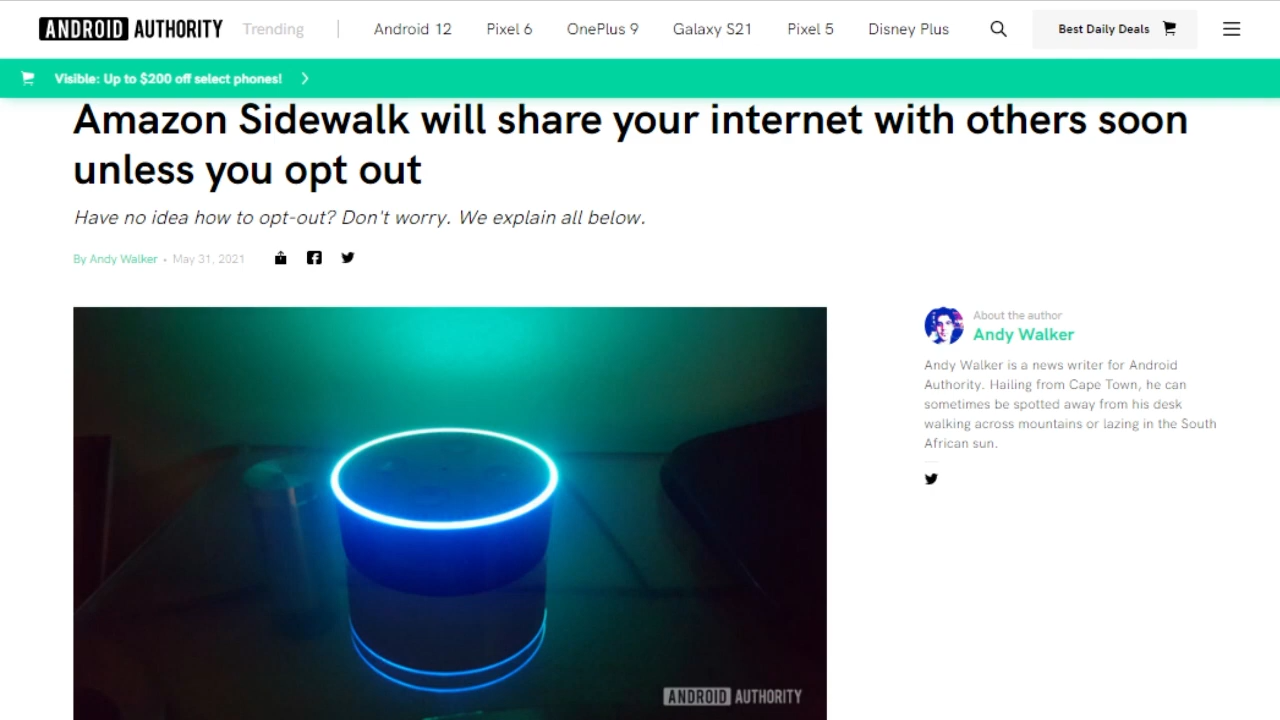 ANDROID AUTHORITY Trending Android 12 Pixel 6 OnePlus 9 Galaxy S21 Pixel 5 Disney Plus Best Daily Deals
Visible: Up to $200 off select phones!
Amazon Sidewalk will share your internet with others soon
unless you opt out
Have no idea how to opt-out? Don't worry. We explain all below.
By Andy Walker • May 31, 2021
About the author
Andy Walker
Andy Walker is a news writer for Android
Authority. Hailing from Cape Town, he can
sometimes be spotted away from his desk
walking across mountains or lazing in the South
African sun.
ANDROID AUTHORITY